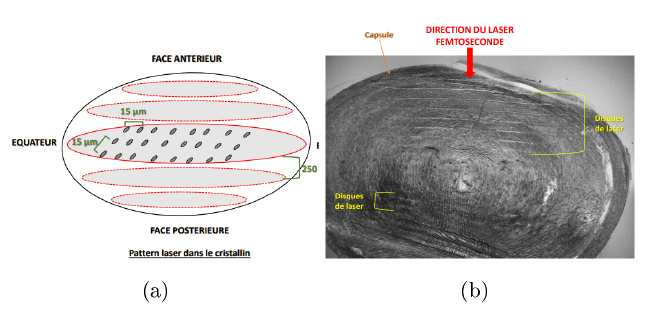 FACE ANTÉRIEUR
15 µm
EQUATEUR
15 µm
E
250
FACE POSTERIEURE
Pattern laser dans le cristallin
(a)
DIRECTION DU LASER
FEMTOSECONDE
Capsule
Disques
de laser
Disques
de laser
(b)